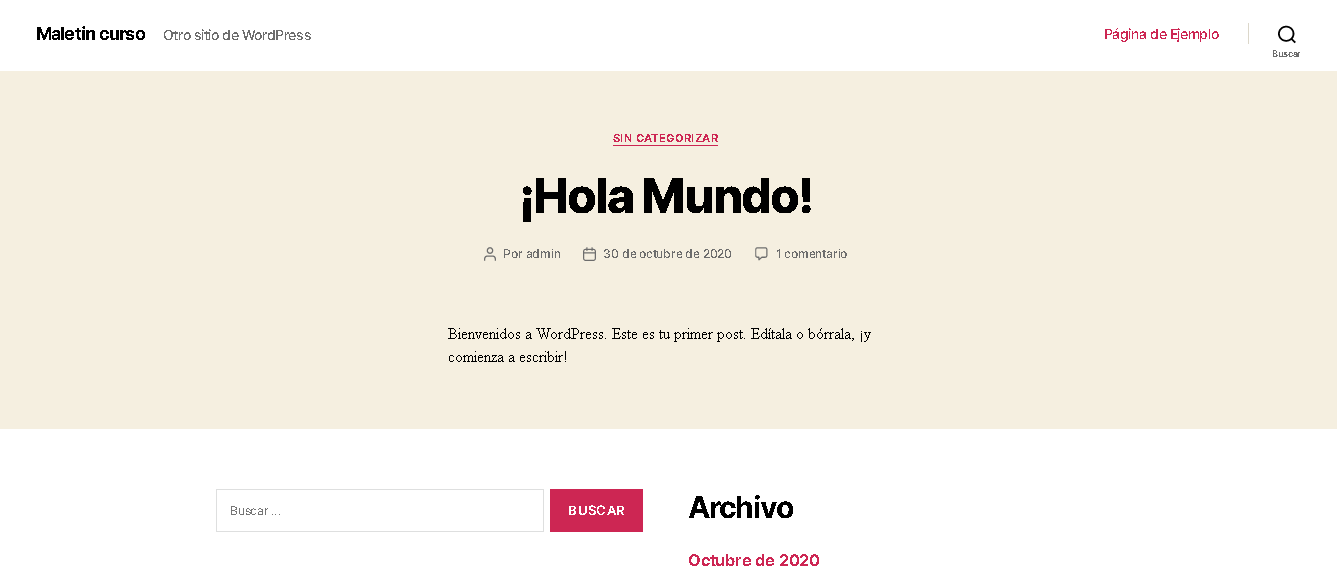 Maletin curso Otro sitio de WordPress Página de Ejemplo
Buscar
SIN CATEGORIZAR
¡Hola Mundo!
Por admin 30 de octubre de 2020 1 comentario
Bienvenidos a WordPress. Este es tu primer post. Edítala o bórrala, ¡y
comienza a escribir!
Buscar … BUSCAR
Archivo
Octubre de 2020